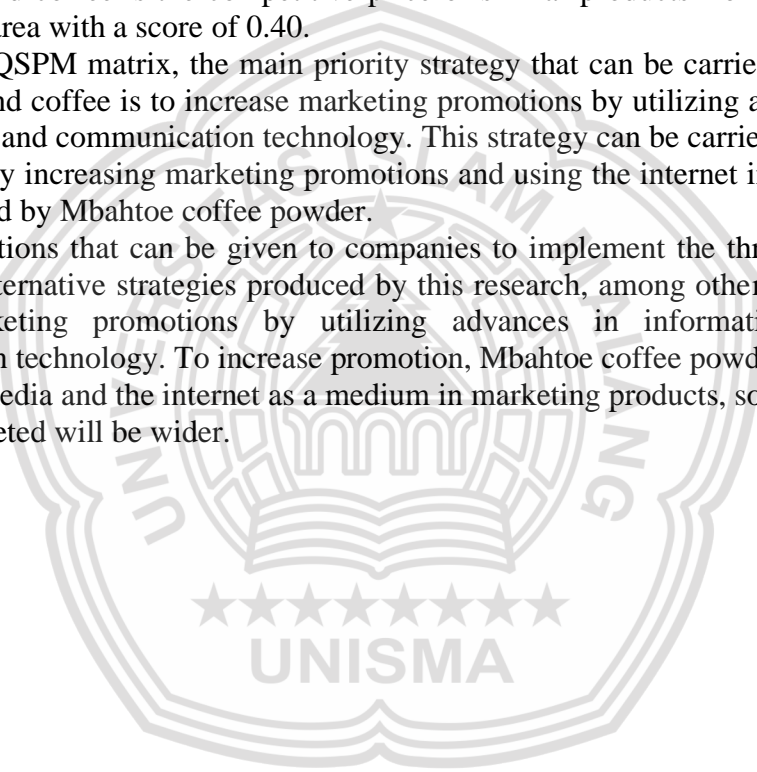 area with a score of 0.40.
QSPM matrix, the main priority strategy that can be carrie
nd coffee is to increase marketing promotions by utilizing a
and communication technology. This strategy can be carrie
y increasing marketing promotions and using the internet i
d by Mbahtoe coffee powder.
tions that can be given to companies to implement the thr
ternative strategies produced by this research, among other
keting promotions by utilizing advances in informati
n technology. To increase promotion, Mbahtoe coffee powd
edia and the internet as a medium in marketing products, so
eted will be wider.
UNIVERSITAS ISLAM MALANG
UNISMA